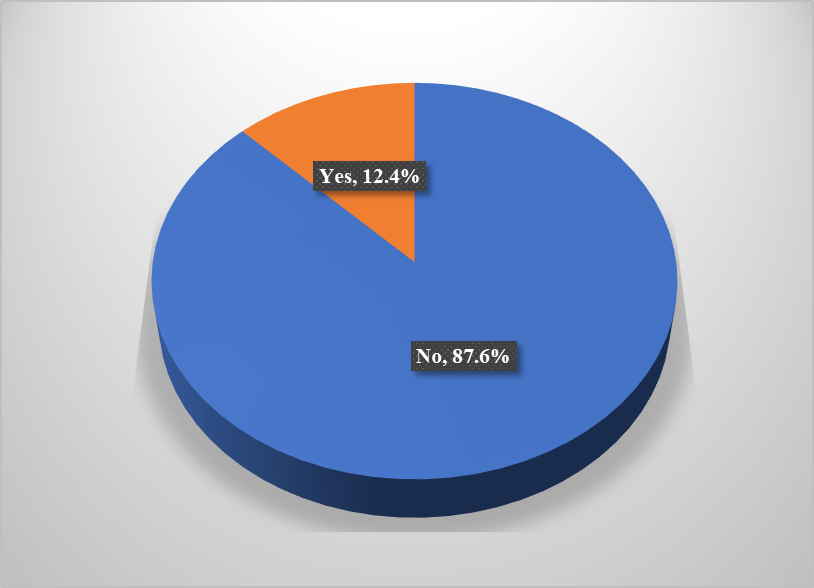 Yes, 12.4%
No, 87.6%